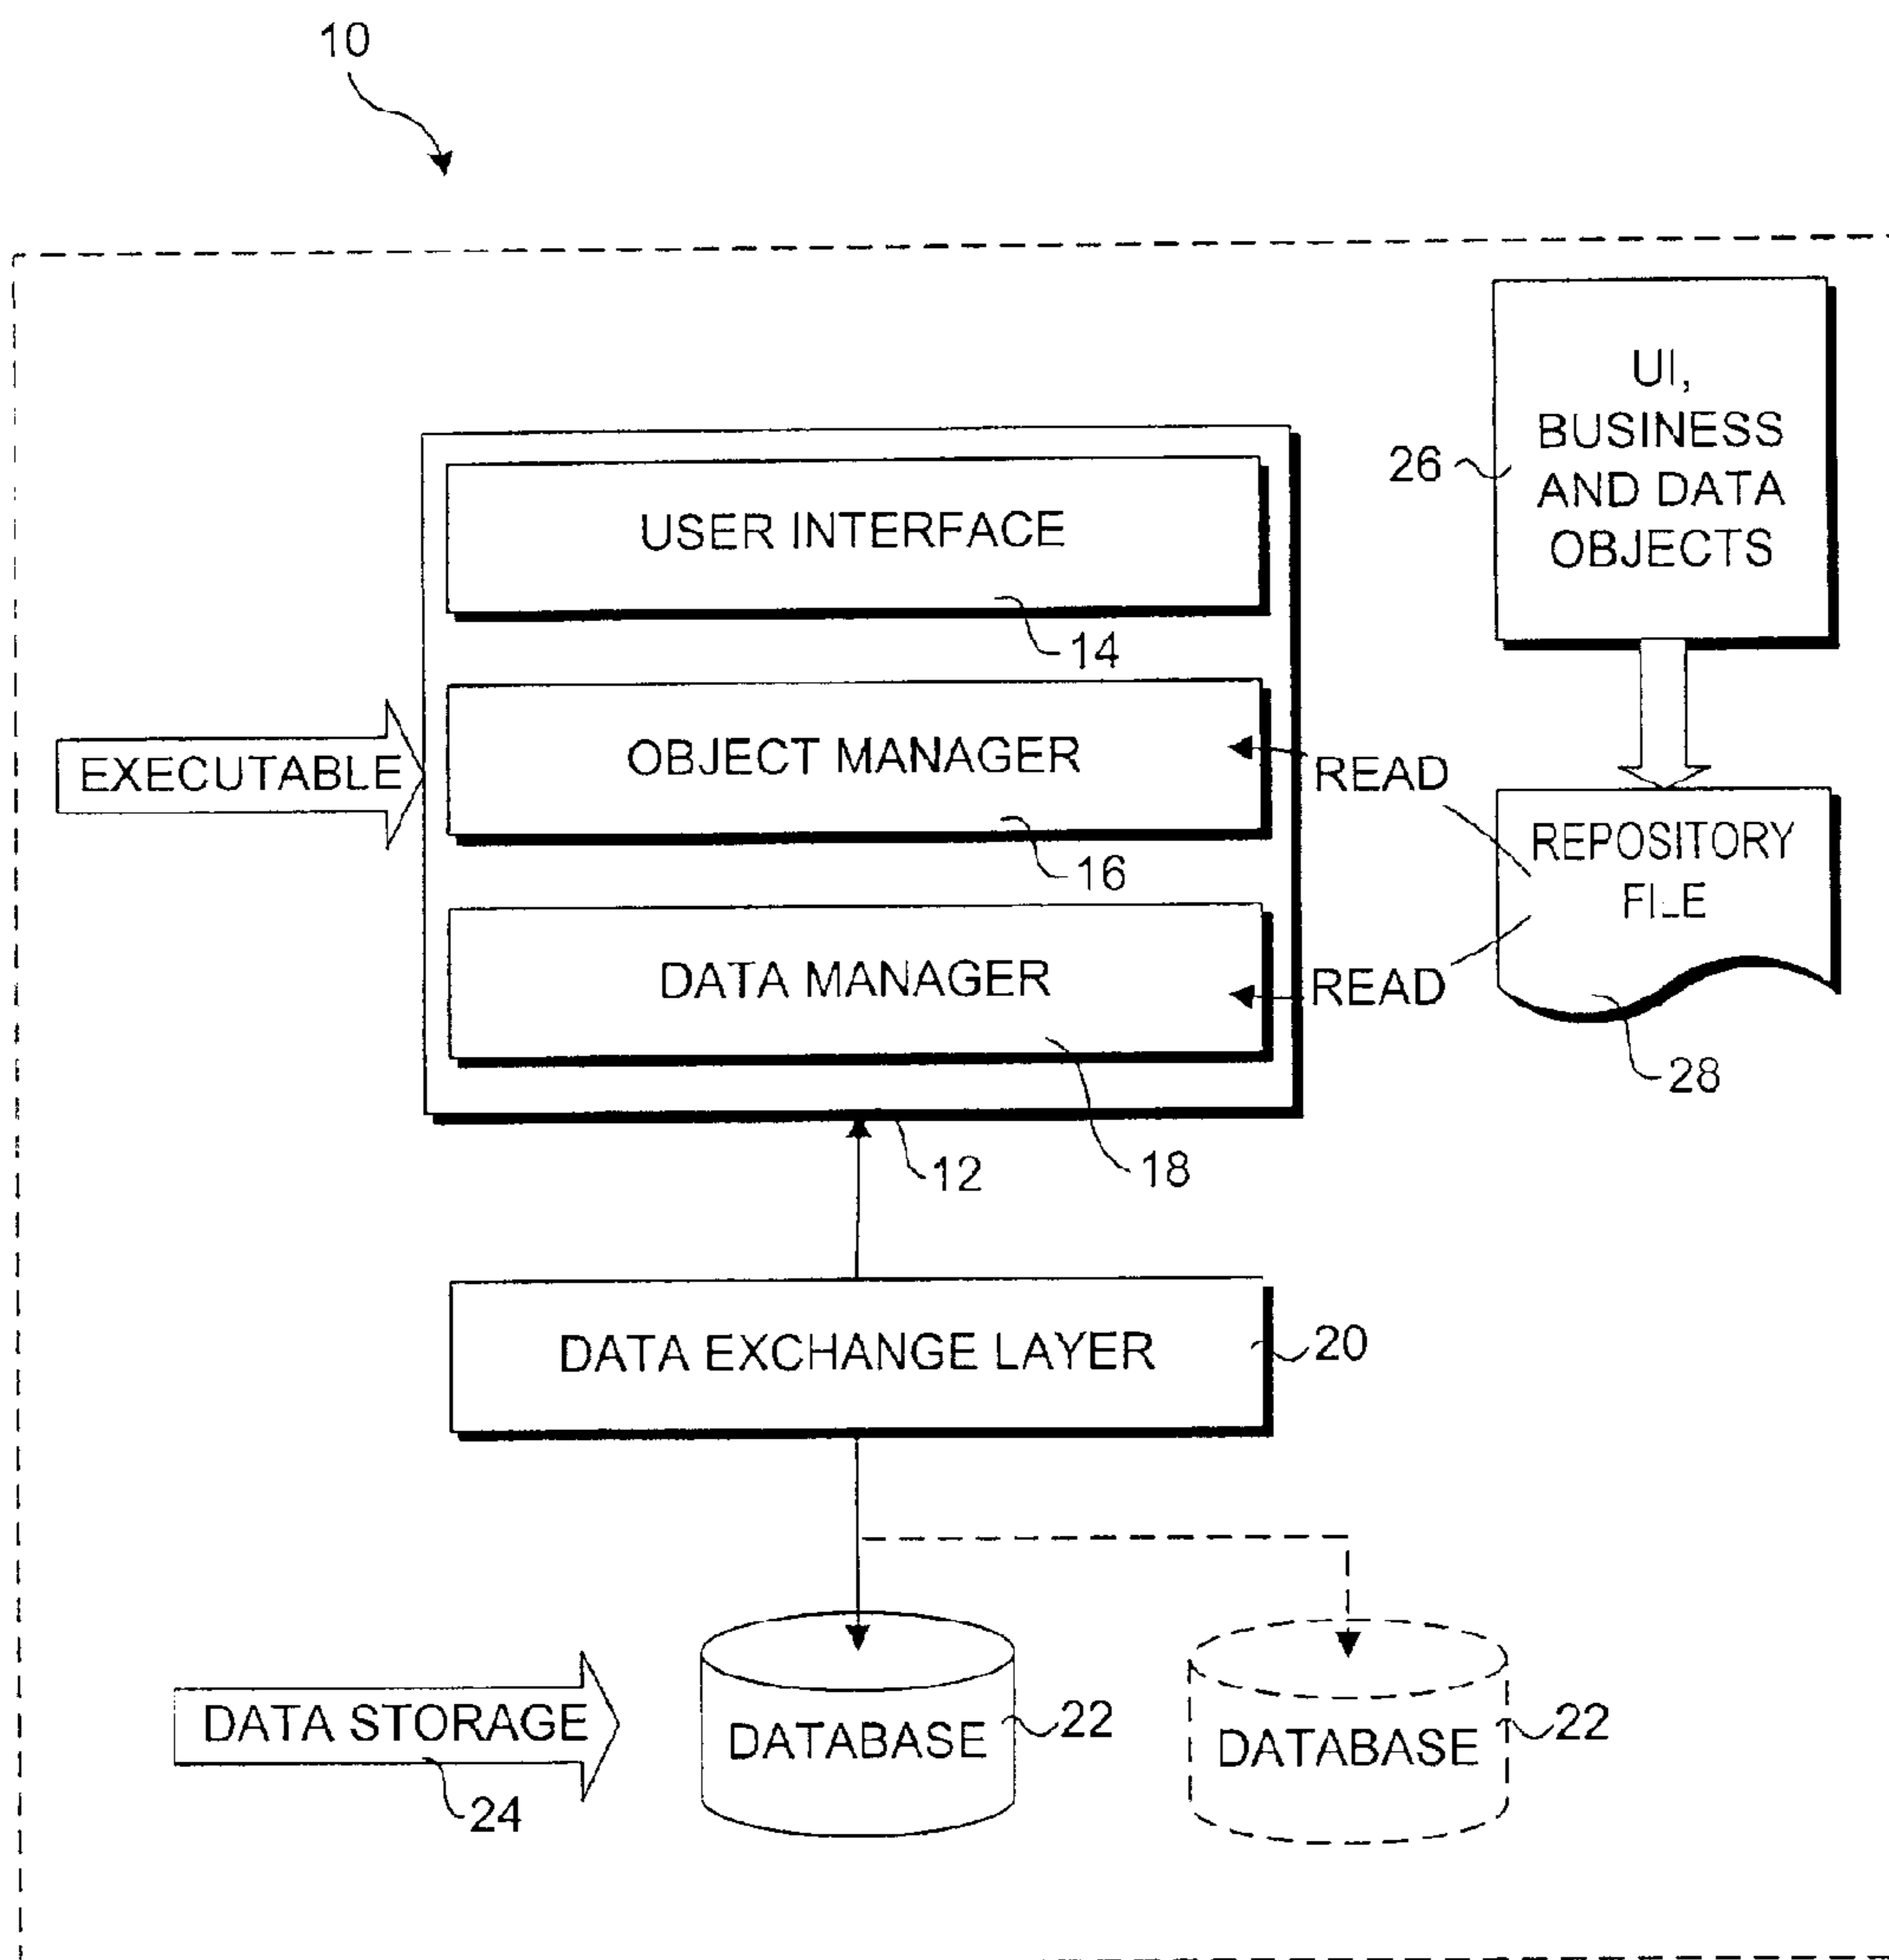 10
UI,
BUSINESS
AND DATA
OBJECTS
26
USER INTERFACE
14
EXECUTABLE
OBJECT MANAGER
READ
16
REPOSITORY
FILE
DATA MANAGER
READ
28
12
18
DATA EXCHANGE LAYER
20
DATA STORAGE
24
DATABASE
22
DATABASE
22